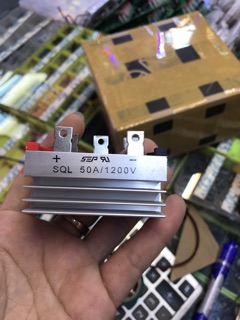 + SEP -
SQL 50A/1200V